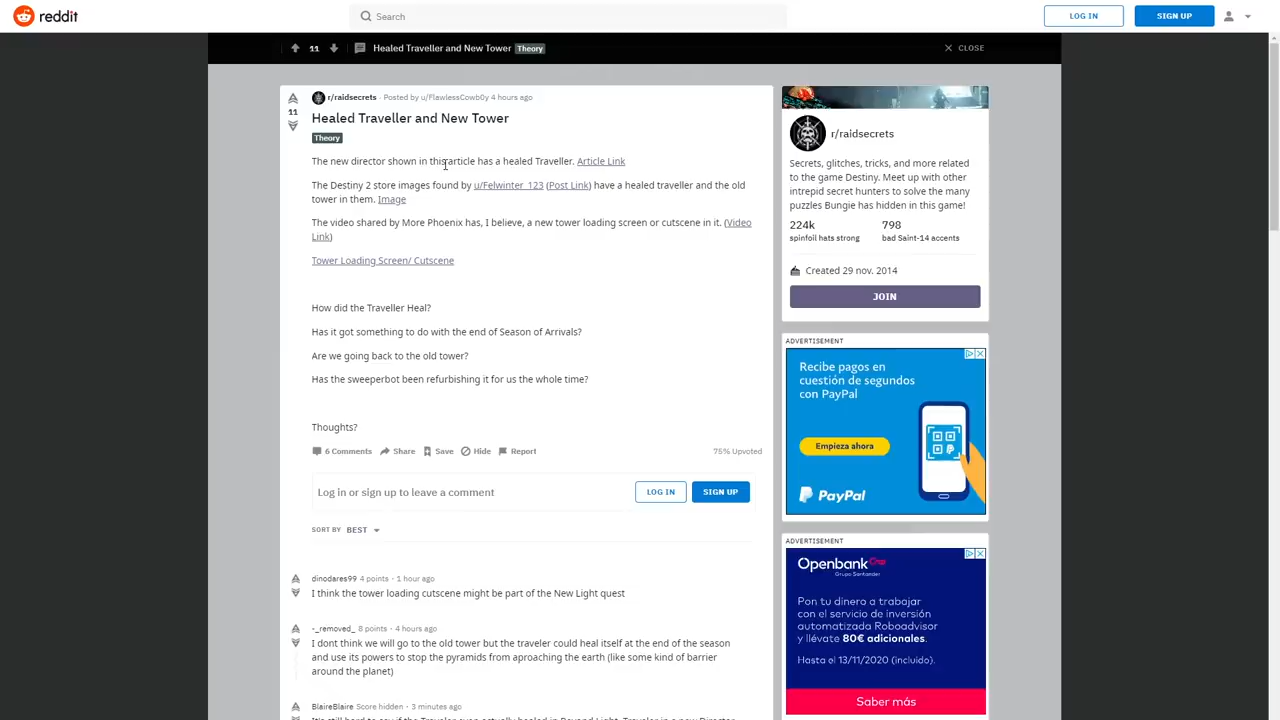 reddit
Search
LOG IN
SIGN UP
11
Healed Traveller and New Tower
Theory
CLOSE
r/raidsecrets · Posted by u/FlawlessCowb0y 4 hours ago
11
Healed Traveller and New Tower
Theory
The new director shown in this article has a healed Traveller. Article Link
The Destiny 2 store images found by u/Felwinter_123 (Post Link) have a healed traveller and the old
tower in them. Image
The video shared by More Phoenix has, I believe, a new tower loading screen or cutscene in it. (Video
Link)
Tower Loading Screen/ Cutscene
How did the Traveller Heal?
Has it got something to do with the end of Season of Arrivals?
Are we going back to the old tower?
Has the sweeperbot been refurbishing it for us the whole time?
Thoughts?
6 Comments Share Save Hide Report 75% Upvoted
Log in or sign up to leave a comment LOG IN SIGN UP
SORT BY BEST
dinodares99 4 points · 1 hour ago
I think the tower loading cutscene might be part of the New Light quest
-_removed_ 8 points · 4 hours ago
I dont think we will go to the old tower but the traveler could heal itself at the end of the season
and use its powers to stop the pyramids from aproaching the earth (like some kind of barrier
around the planet)
BlaireBlaire Score hidden · 3 minutes ago
r/raidsecrets
Secrets, glitches, tricks, and more related
to the game Destiny. Meet up with other
intrepid secret hunters to solve the many
puzzles Bungie has hidden in this game!
224k 798
spinfoil hats strong bad Saint-14 accents
Created 29 nov. 2014
JOIN
ADVERTISEMENT
Recibe pagos en
cuestión de segundos
con PayPal
Empieza ahora
PayPal
ADVERTISEMENT
Openbank
Grupo Santander
Pon tu dinero a trabajar
con el servicio de inversión
automatizada Roboadvisor
y llévate 80€ adicionales.
Hasta el 13/11/2020 (incluido).
Saber más